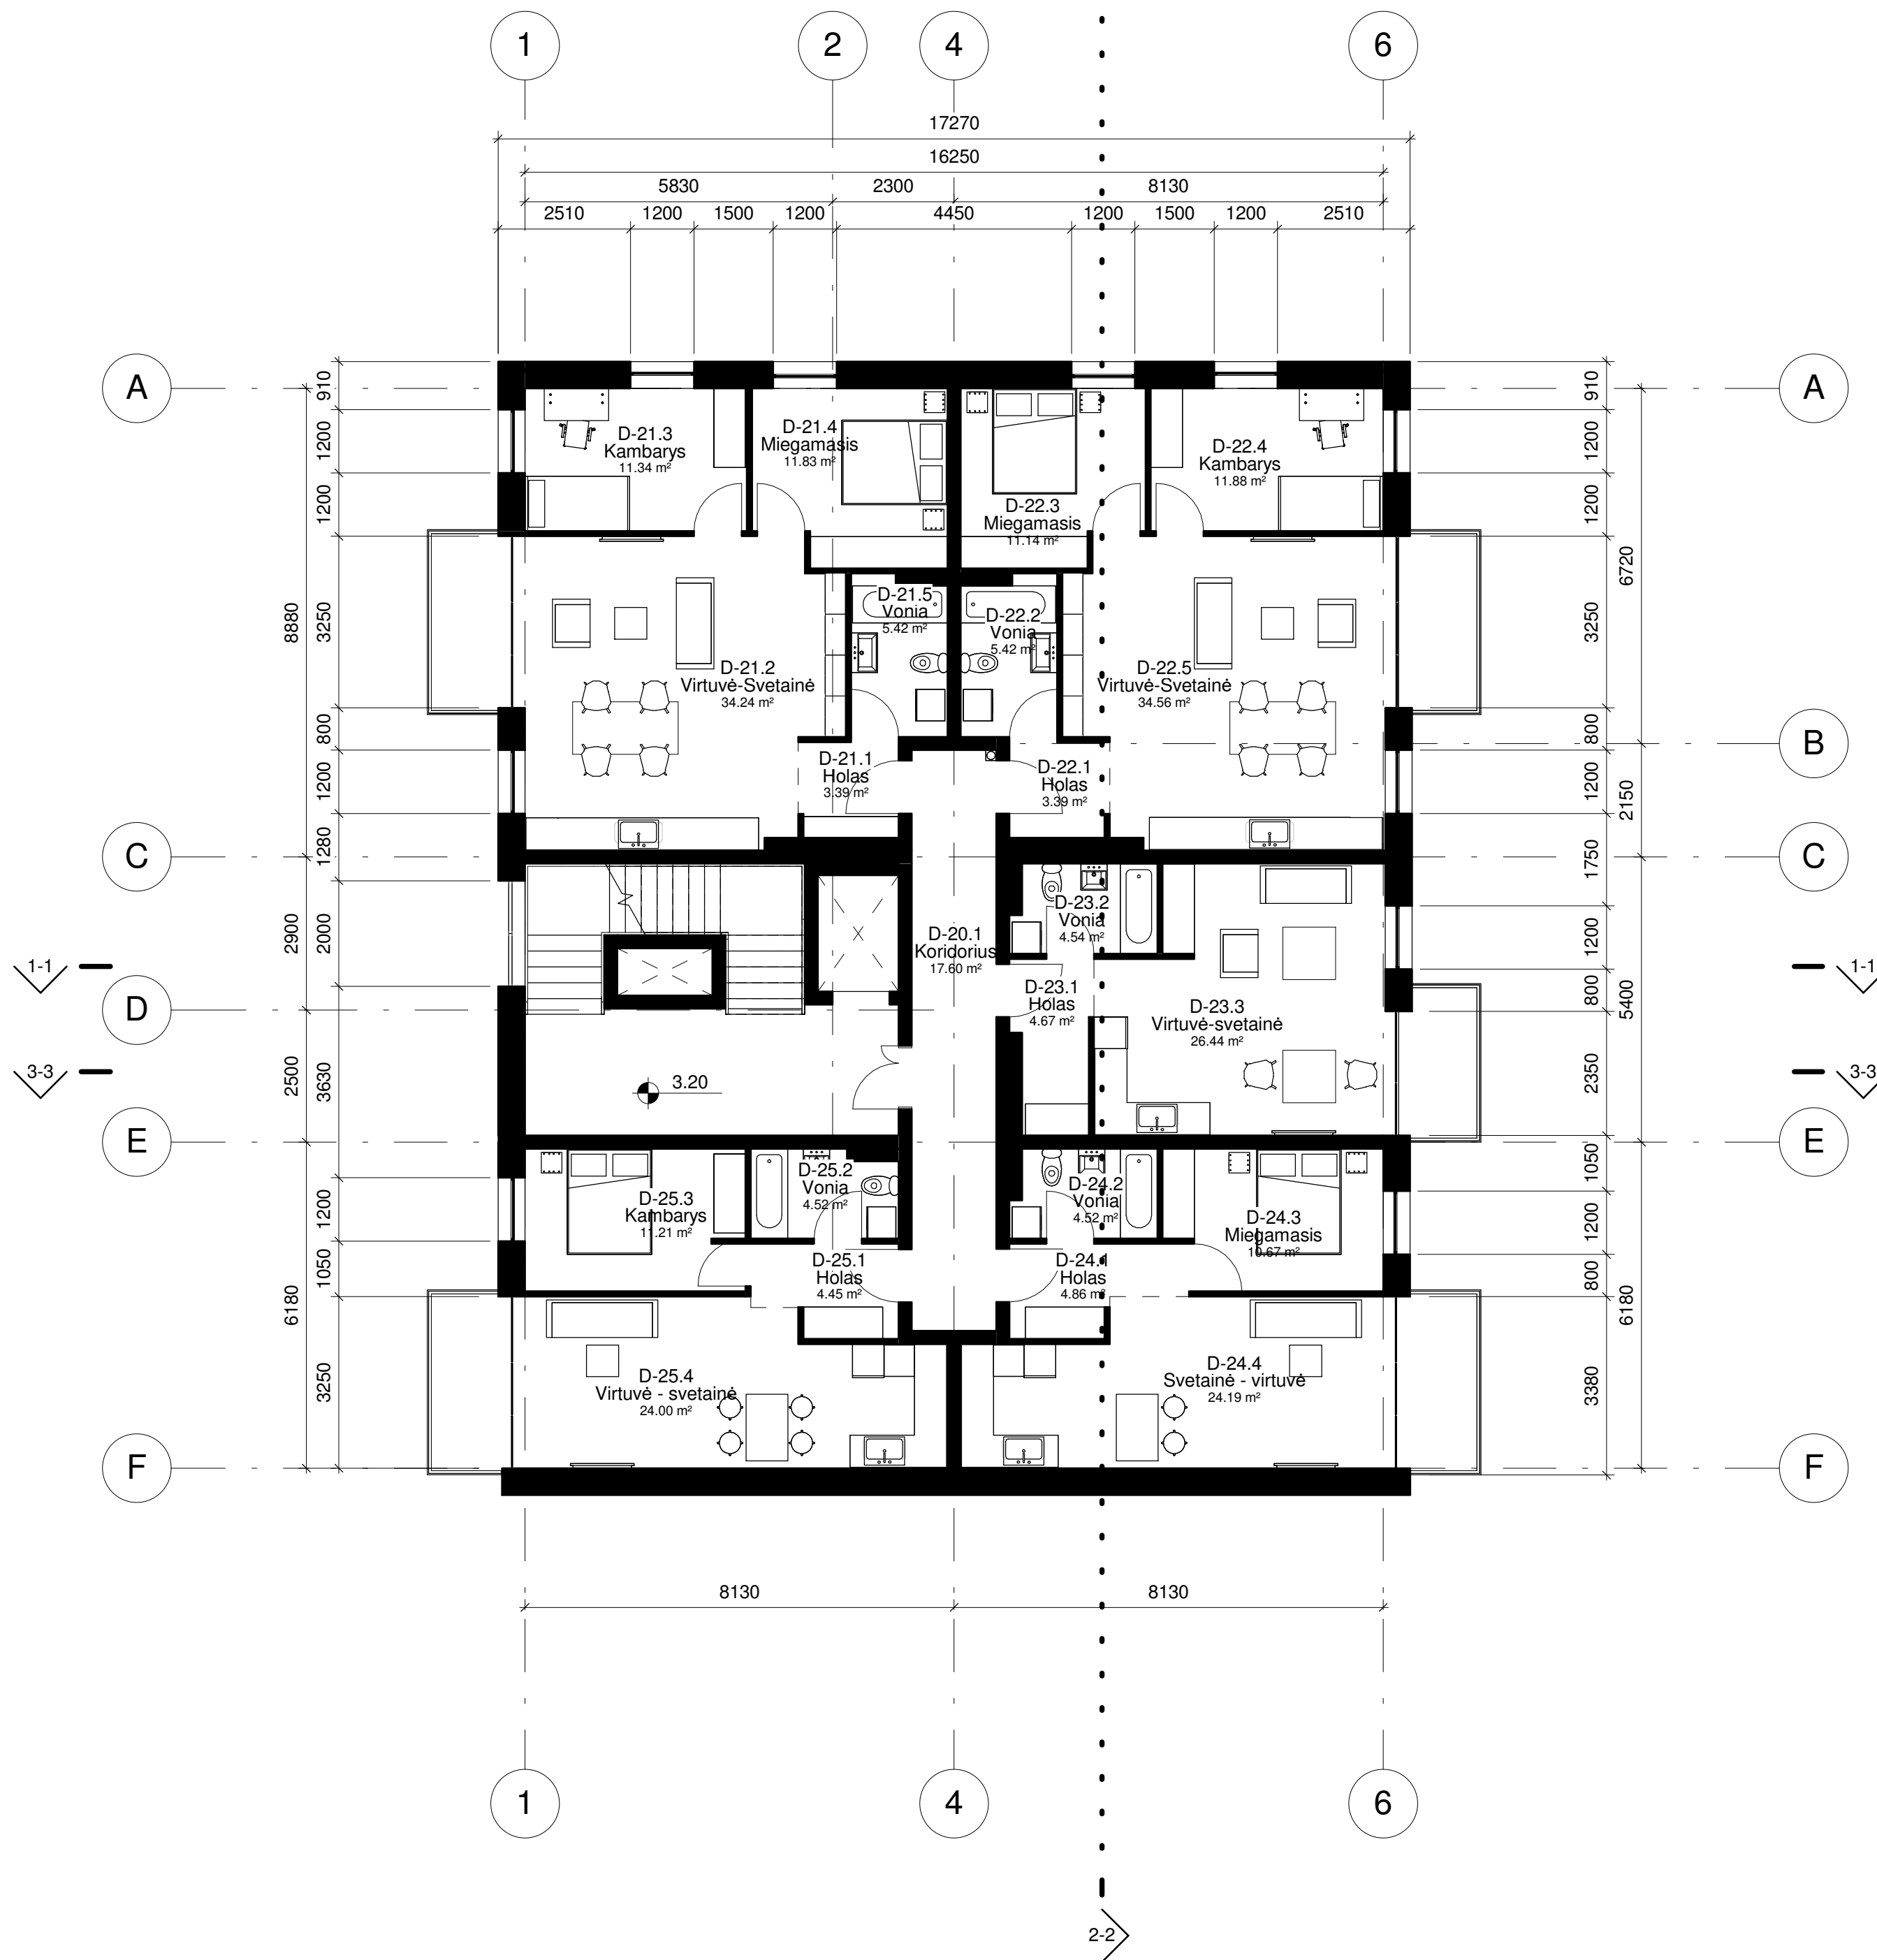 1
2
4
6
17270
16250
5830
2300
8130
2510
1200
1500
1200
4450
1200
1500
1200
2510
A
A
910
1200
1200
3250
8880
800
1200
1280
2900
2000
2500
3630
1200
1050
6180
3250
910
1200
1200
6720
3250
800
1200
2150
1750
1200
800
5400
2350
1050
1200
800
6180
3380
B
C
C
D
E
E
F
F
1-1
1-1
3-3
3-3
D-21.3
Kambarys
11.34 m²
D-21.4
Miegamasis
11.83 m²
D-22.3
Miegamasis
11.14 m²
D-22.4
Kambarys
11.88 m²
D-21.5
Vonia
5.42 m²
D-22.2
Vonia
5.42 m²
D-21.2
Virtuvė-Svetainė
34.24 m²
D-22.5
Virtuvė-Svetainė
34.56 m²
D-21.1
Holas
3.39 m²
D-22.1
Holas
3.39 m²
D-20.1
Koridorius
17.60 m²
D-23.2
Vonia
4.54 m²
D-23.1
Holas
4.67 m²
D-23.3
Virtuvė-svetainė
26.44 m²
3.20
D-25.3
Kambarys
11.21 m²
D-25.2
Vonia
4.52 m²
D-24.2
Vonia
4.52 m²
D-24.3
Miegamasis
10.67 m²
D-25.1
Holas
4.45 m²
D-24.1
Holas
4.86 m²
D-25.4
Virtuvė - svetainė
24.00 m²
D-24.4
Svetainė - virtuvė
24.19 m²
8130
8130
1
4
6
2-2